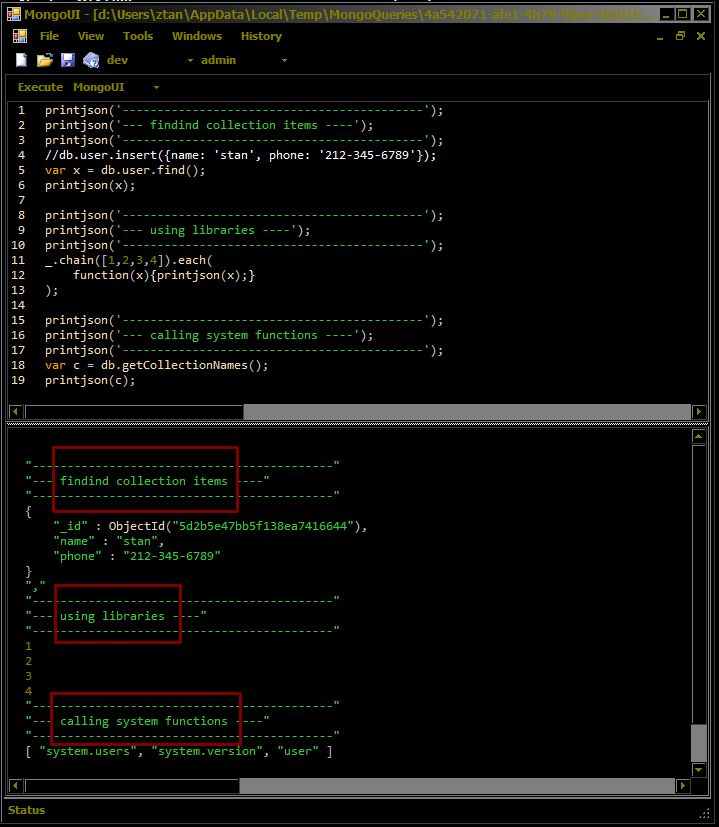 MongoUI - [d:\Users\ztan\AppData\Local\Temp\MongoQueries\4a542071-afe1-4b79-
File View Tools Windows History
dev admin
Execute MongoUI
1 printjson('-------------------------------------------');
2 printjson('--- findind collection items ----');
3 printjson('-------------------------------------------');
4 //db.user.insert({name: 'stan', phone: '212-345-6789'});
5 var x = db.user.find();
6 printjson(x);
7
8 printjson('-------------------------------------------');
9 printjson('--- using libraries ----');
10 printjson('-------------------------------------------');
11 _.chain([1,2,3,4]).each(
12 function(x){printjson(x);}
13 );
14
15 printjson('-------------------------------------------');
16 printjson('--- calling system functions ----');
17 printjson('-------------------------------------------');
18 var c = db.getCollectionNames();
19 printjson(c);
"-------------------------------------------"
"--- findind collection items ----"
"-------------------------------------------"
{
"_id" : ObjectId("5d2b5e47bb5f138ea7416644"),
"name" : "stan",
"phone" : "212-345-6789"
}
","
"-------------------------------------------"
"--- using libraries ----"
"-------------------------------------------"
1
2
3
4
"-------------------------------------------"
"--- calling system functions ----"
"-------------------------------------------"
[ "system.users", "system.version", "user" ]
Status